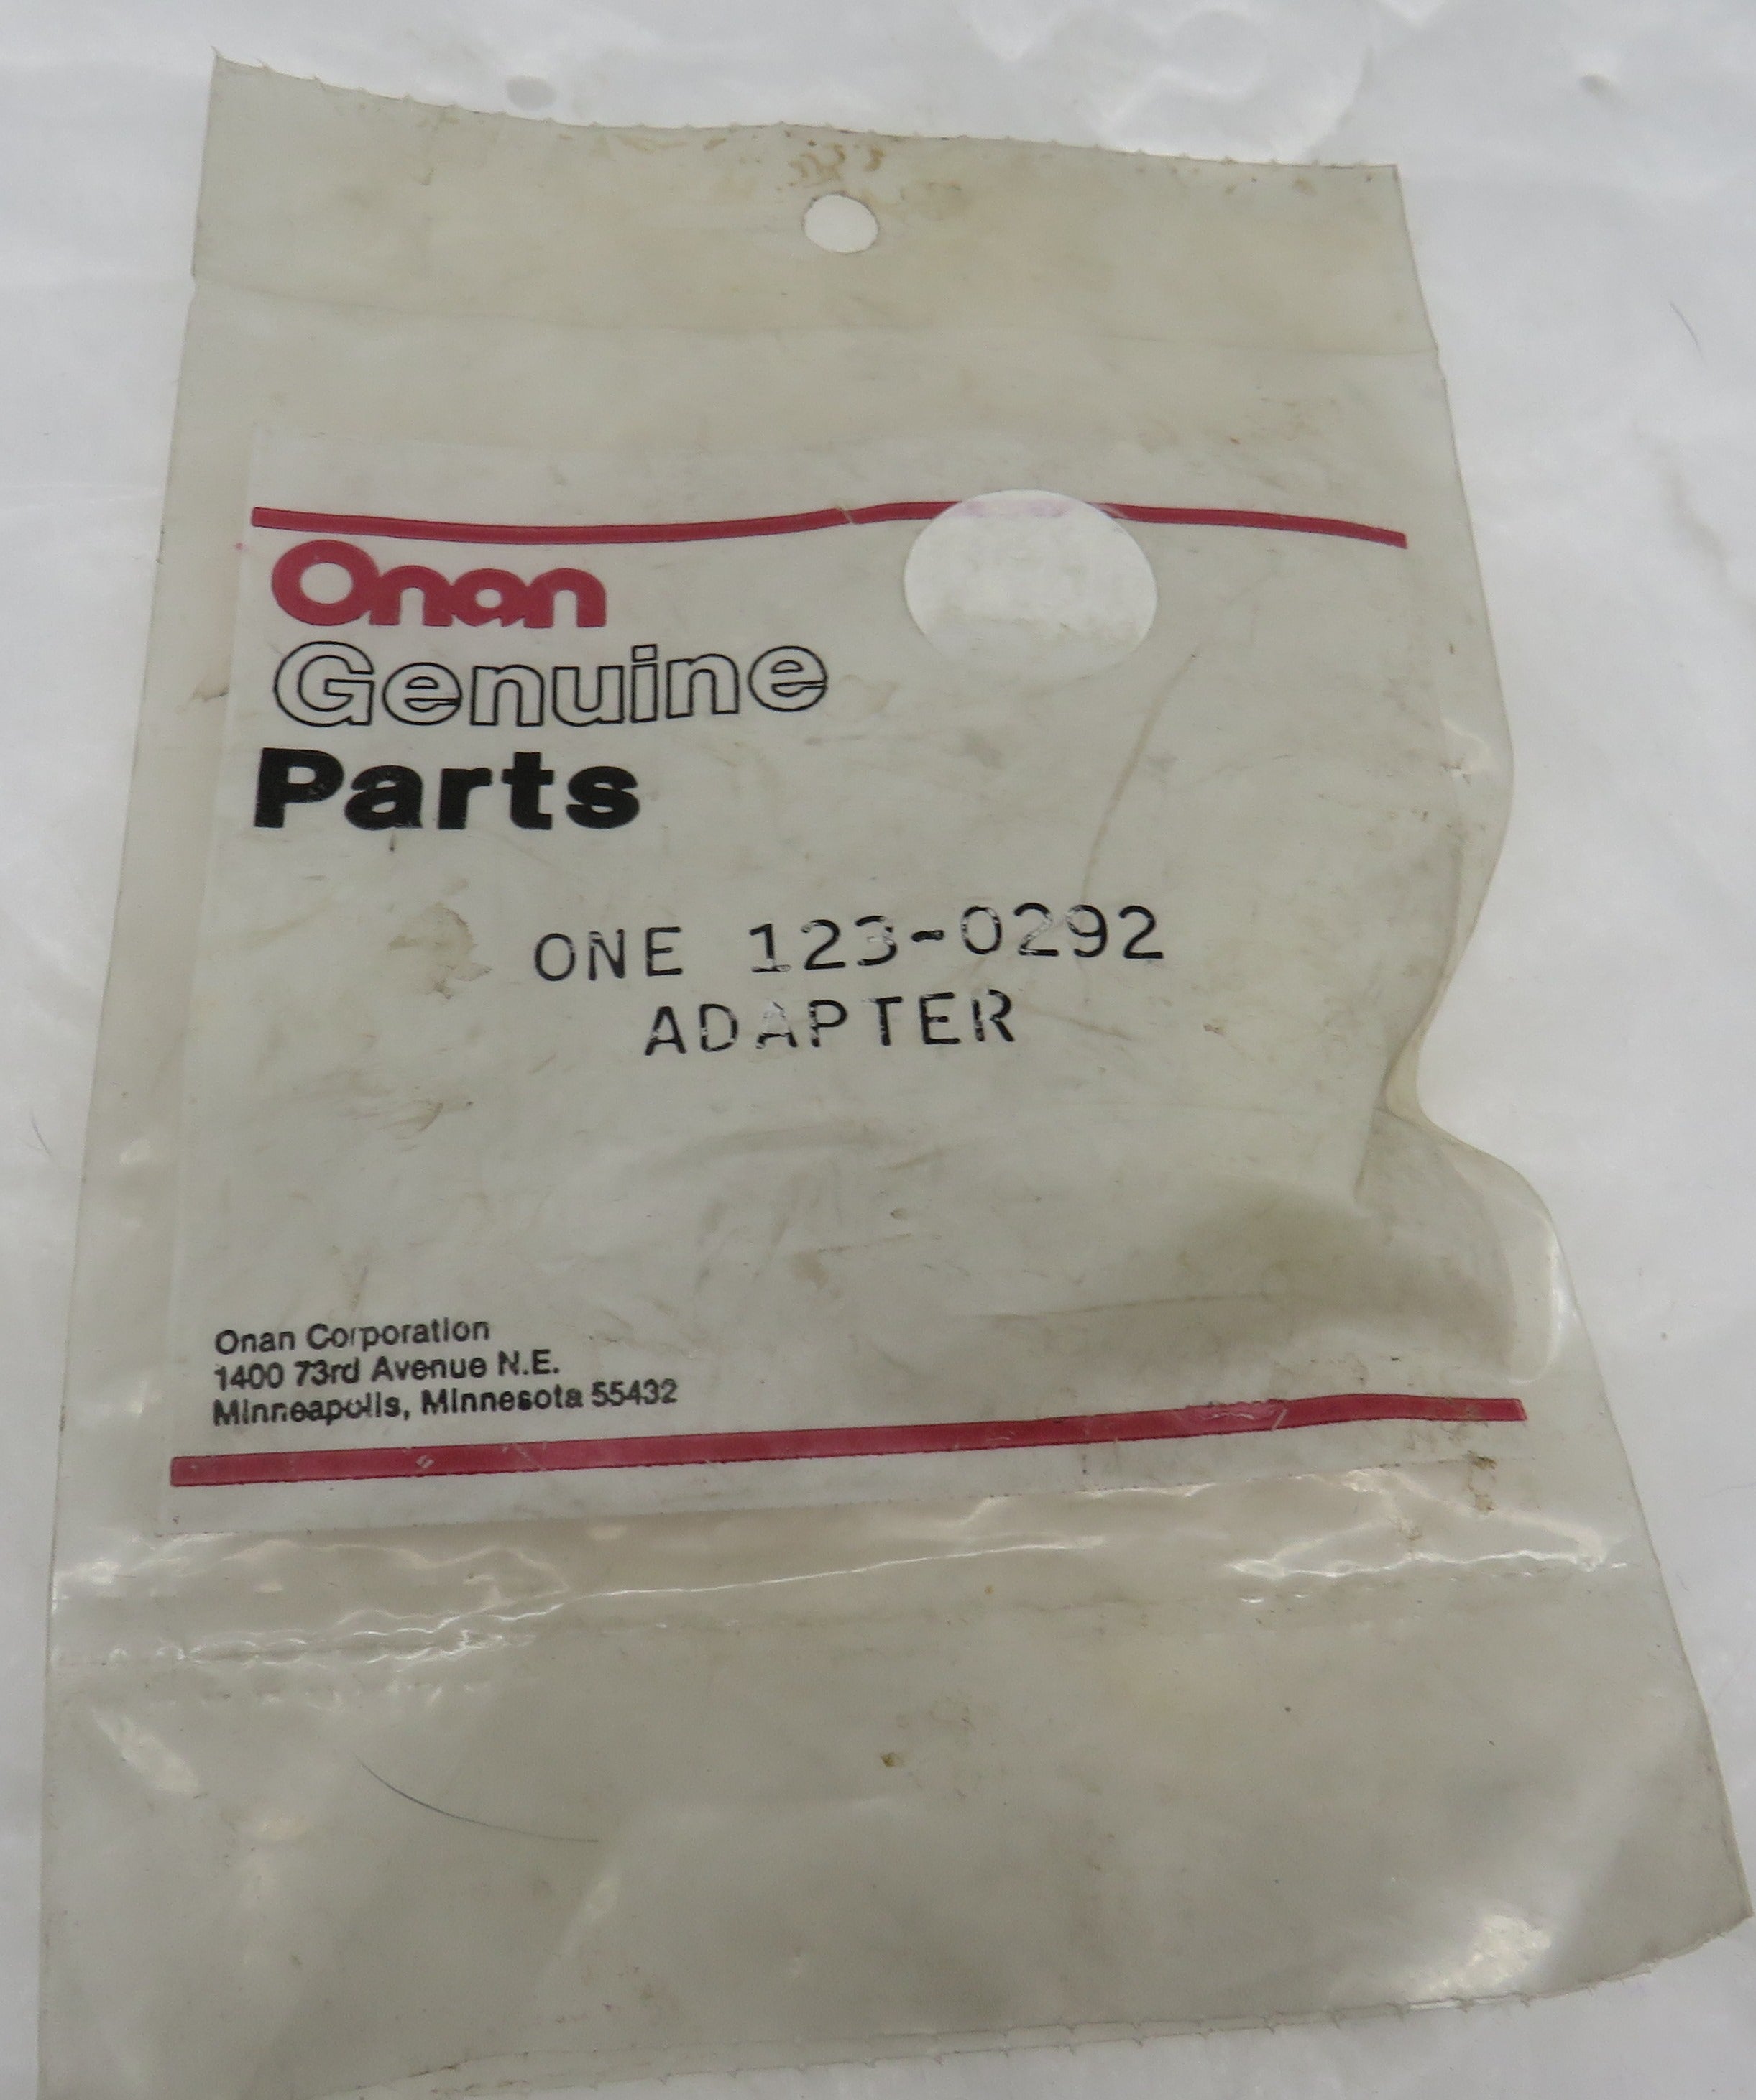 Onan
Genuine
Parts
ONE 123-0292
ADAPTER
Onan Corporation
1400 73rd Avenue N.E.
Minneapolis, Minnesota 55432